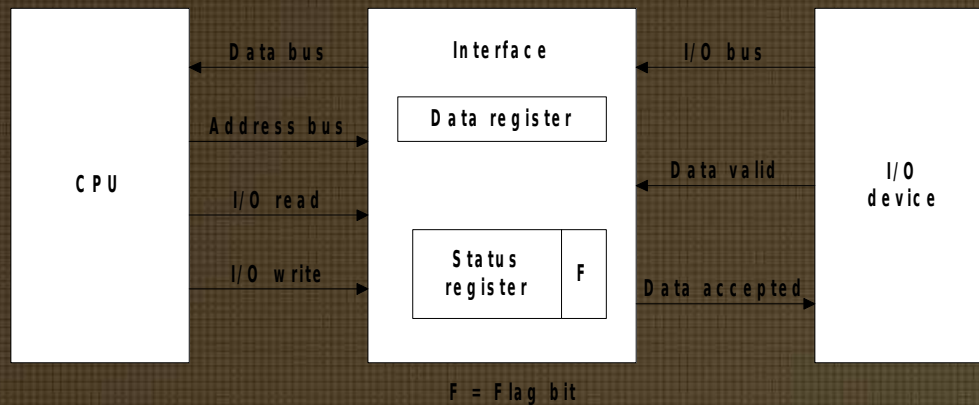 CPU
Data bus
Address bus
I/O read
I/O write
Interface
Data register
Status
register
F
I/O bus
Data valid
Data accepted
I/O
device
F = Flag bit